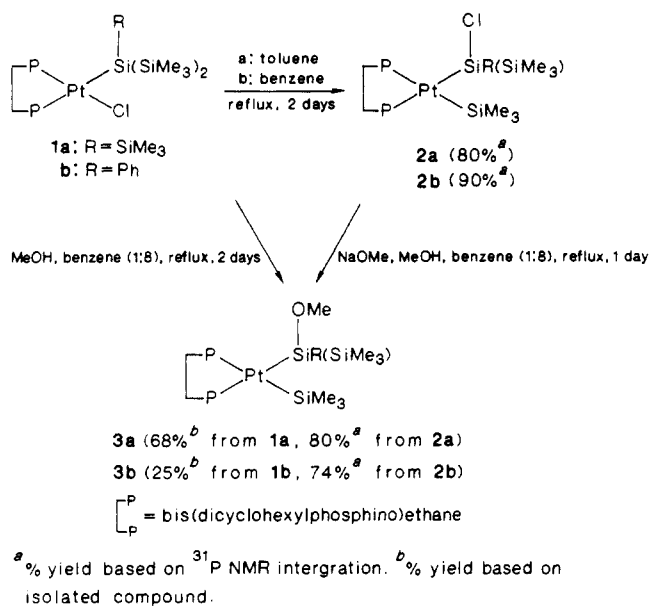 R
Si(SiMe3)2
P
Pt
P
Cl
1a: R = SiMe3
b: R = Ph
a: toluene
b: benzene
reflux, 2 days
Cl
SiR(SiMe3)
P
Pt
P
SiMe3
2a (80%a)
2b (90%a)
MeOH, benzene (1:8), reflux, 2 days
NaOMe, MeOH, benzene (1:8), reflux, 1 day
OMe
SiR(SiMe3)
P
Pt
P
SiMe3
3a (68%b from 1a, 80%a from 2a)
3b (25%b from 1b, 74%a from 2b)
P
P
= bis(dicyclohexylphosphino)ethane
a% yield based on 31P NMR intergration. b% yield based on
isolated compound.